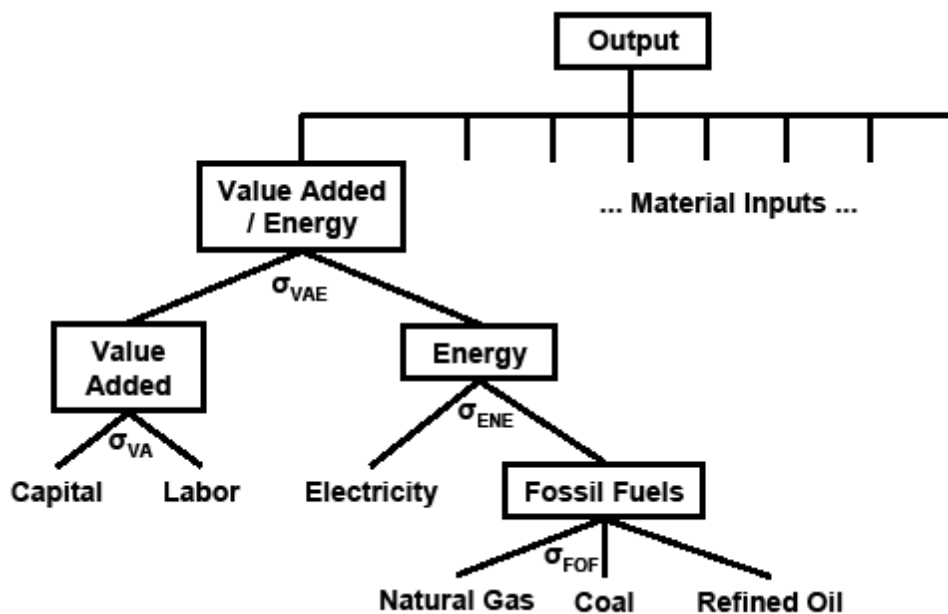 Output
Value Added
/ Energy
... Material Inputs ...
σVAE
Value
Added
Energy
σVA
σENE
Capital
Labor
Electricity
Fossil Fuels
σFOF
Natural Gas
Coal
Refined Oil